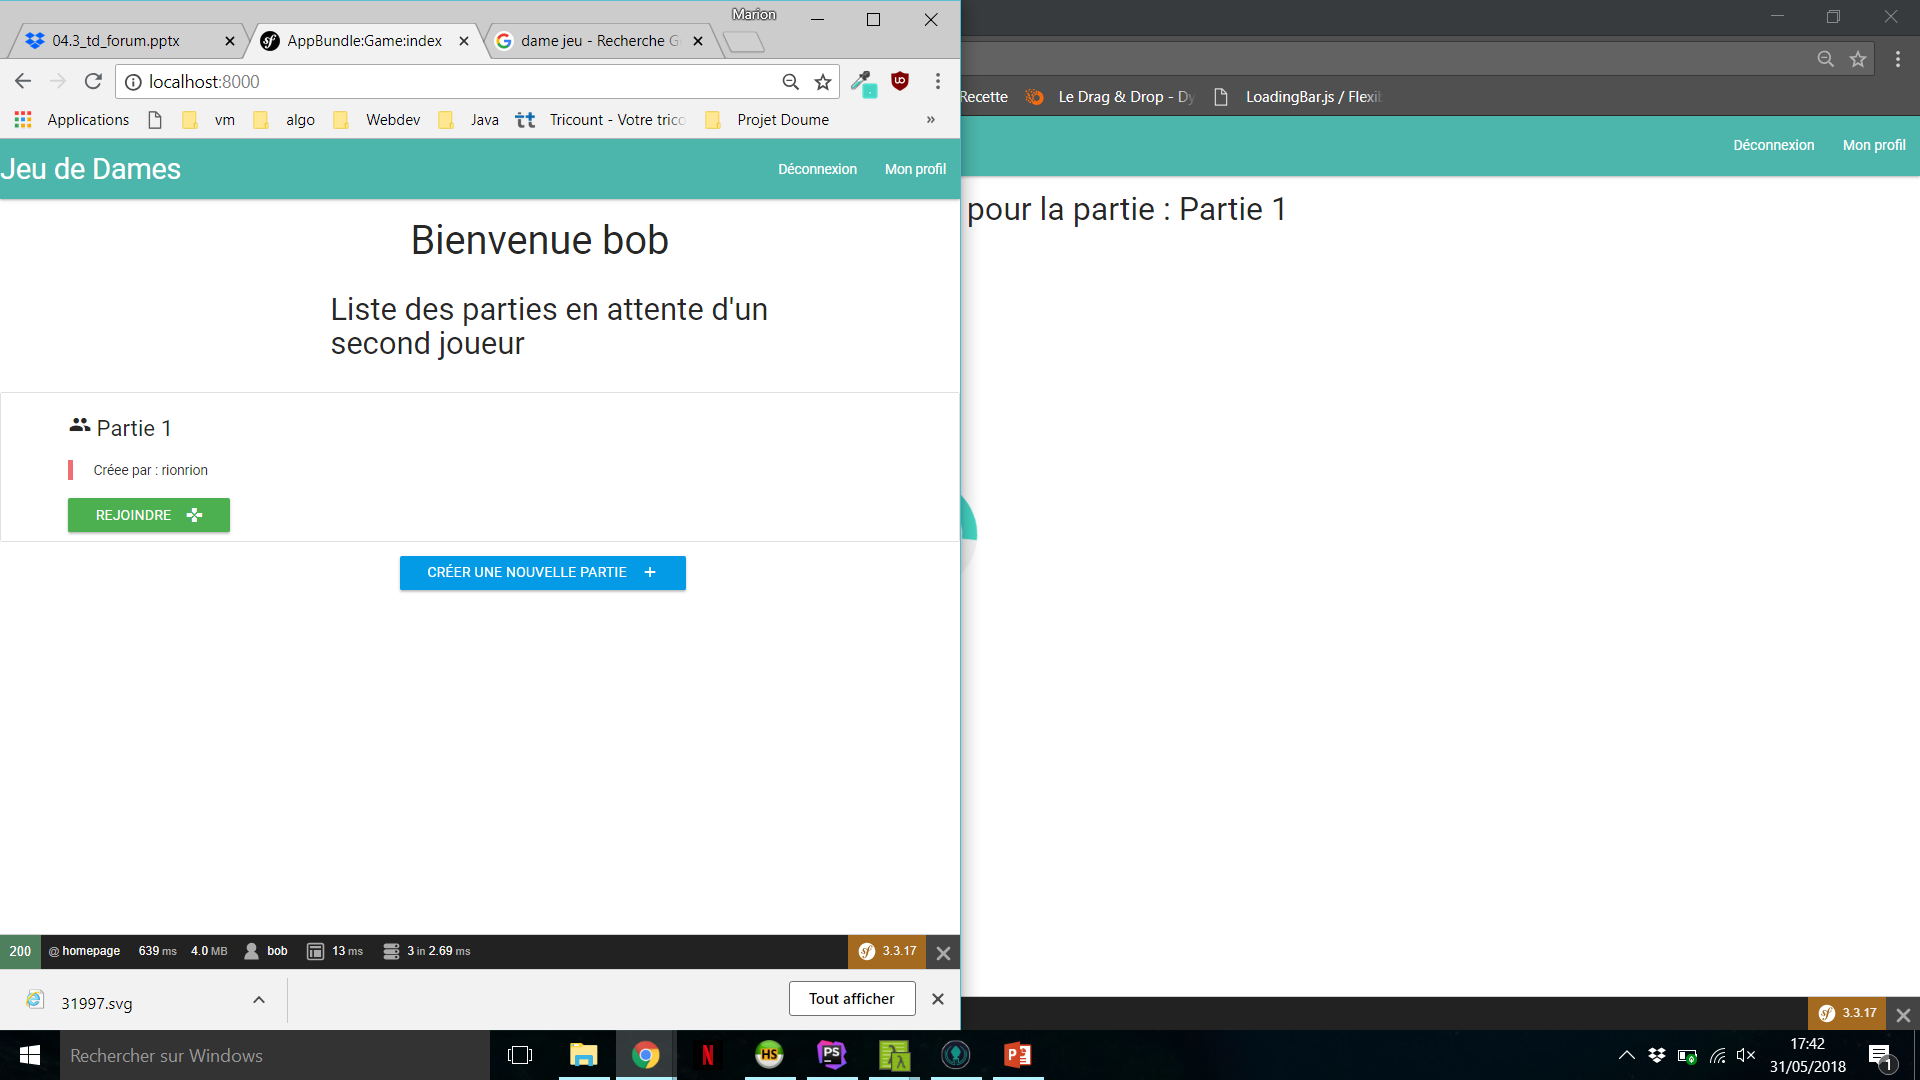 Marion
04.3_td_forum.pptx
AppBundle:Game:index
dame jeu - Recherche G
localhost:8000
Applications
vm
algo
Webdev
Java
Tricount - Votre trico
Projet Doume
»
Recette
Le Drag & Drop - Dy
LoadingBar.js / Flexib
Jeu de Dames
Déconnexion
Mon profil
Déconnexion
Mon profil
pour la partie : Partie 1
Bienvenue bob
Liste des parties en attente d'un
second joueur
Partie 1
Créee par : rionrion
REJOINDRE
CRÉER UNE NOUVELLE PARTIE +
200 @ homepage 639 ms 4.0 MB bob 13 ms 3 in 2.69 ms
3.3.17
31997.svg
Tout afficher
3.3.17
Rechercher sur Windows
N
HS
PS
λ
P
17:42
31/05/2018
1